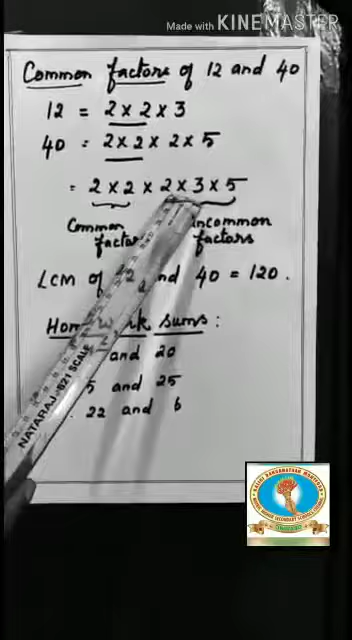 Made with KINEMASTER
Common factors of 12 and 40
12 = 2 × 2 × 3
40 = 2 × 2 × 2 × 5
= 2 × 2 × 2 × 3 × 5
Common Uncommon
factors
LCM of and 40 = 120.
sums:
and 20
5 and 25
22 and 6
NATARAJ 621 SCALE